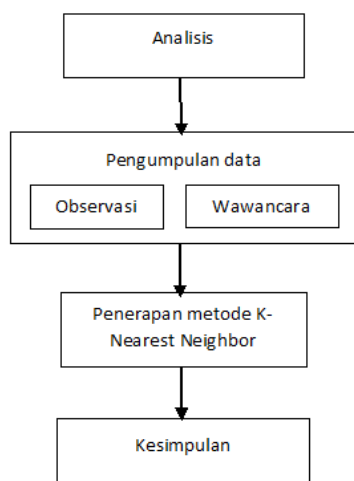 Analisis
Pengumpulan data
Observasi
Wawancara
Penerapan metode K-
Nearest Neighbor
Kesimpulan